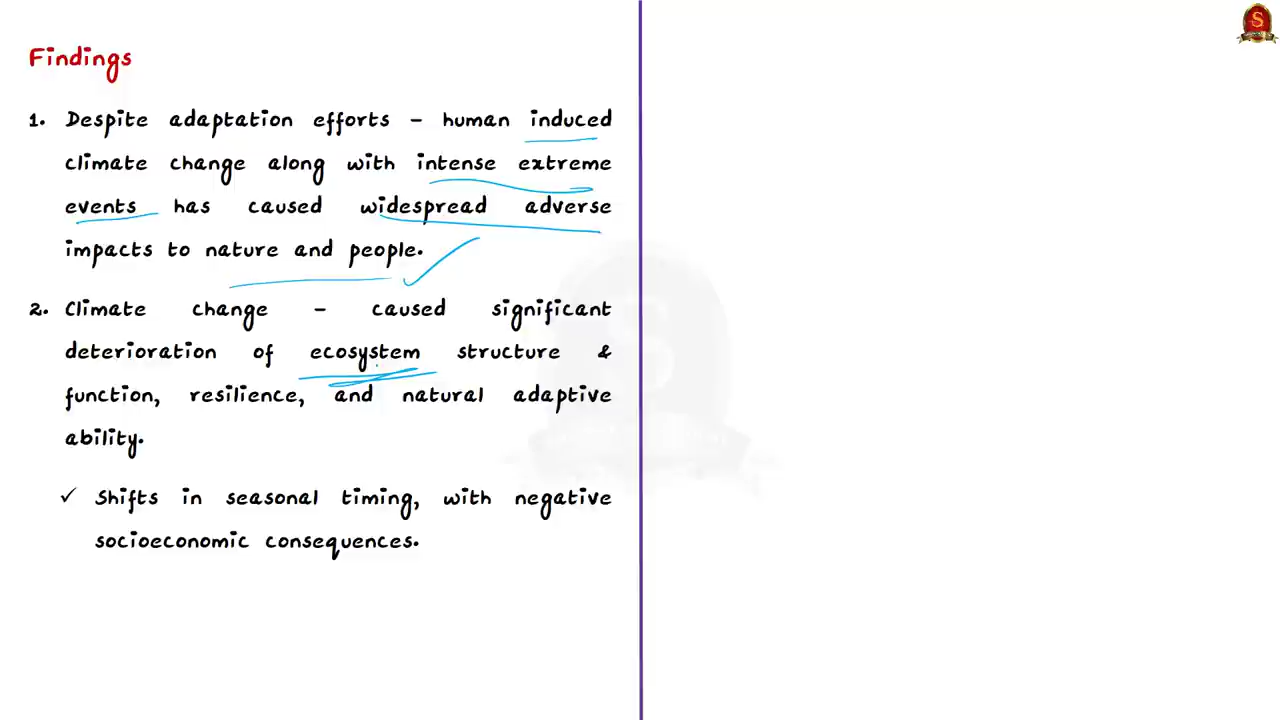 Findings
1. Despite adaptation efforts – human induced
climate change along with intense extreme
events has caused widespread adverse
impacts to nature and people.
2. Climate change – caused significant
deterioration of ecosystem structure &
function, resilience, and natural adaptive
ability.
✓ Shifts in seasonal timing, with negative
socioeconomic consequences.
S